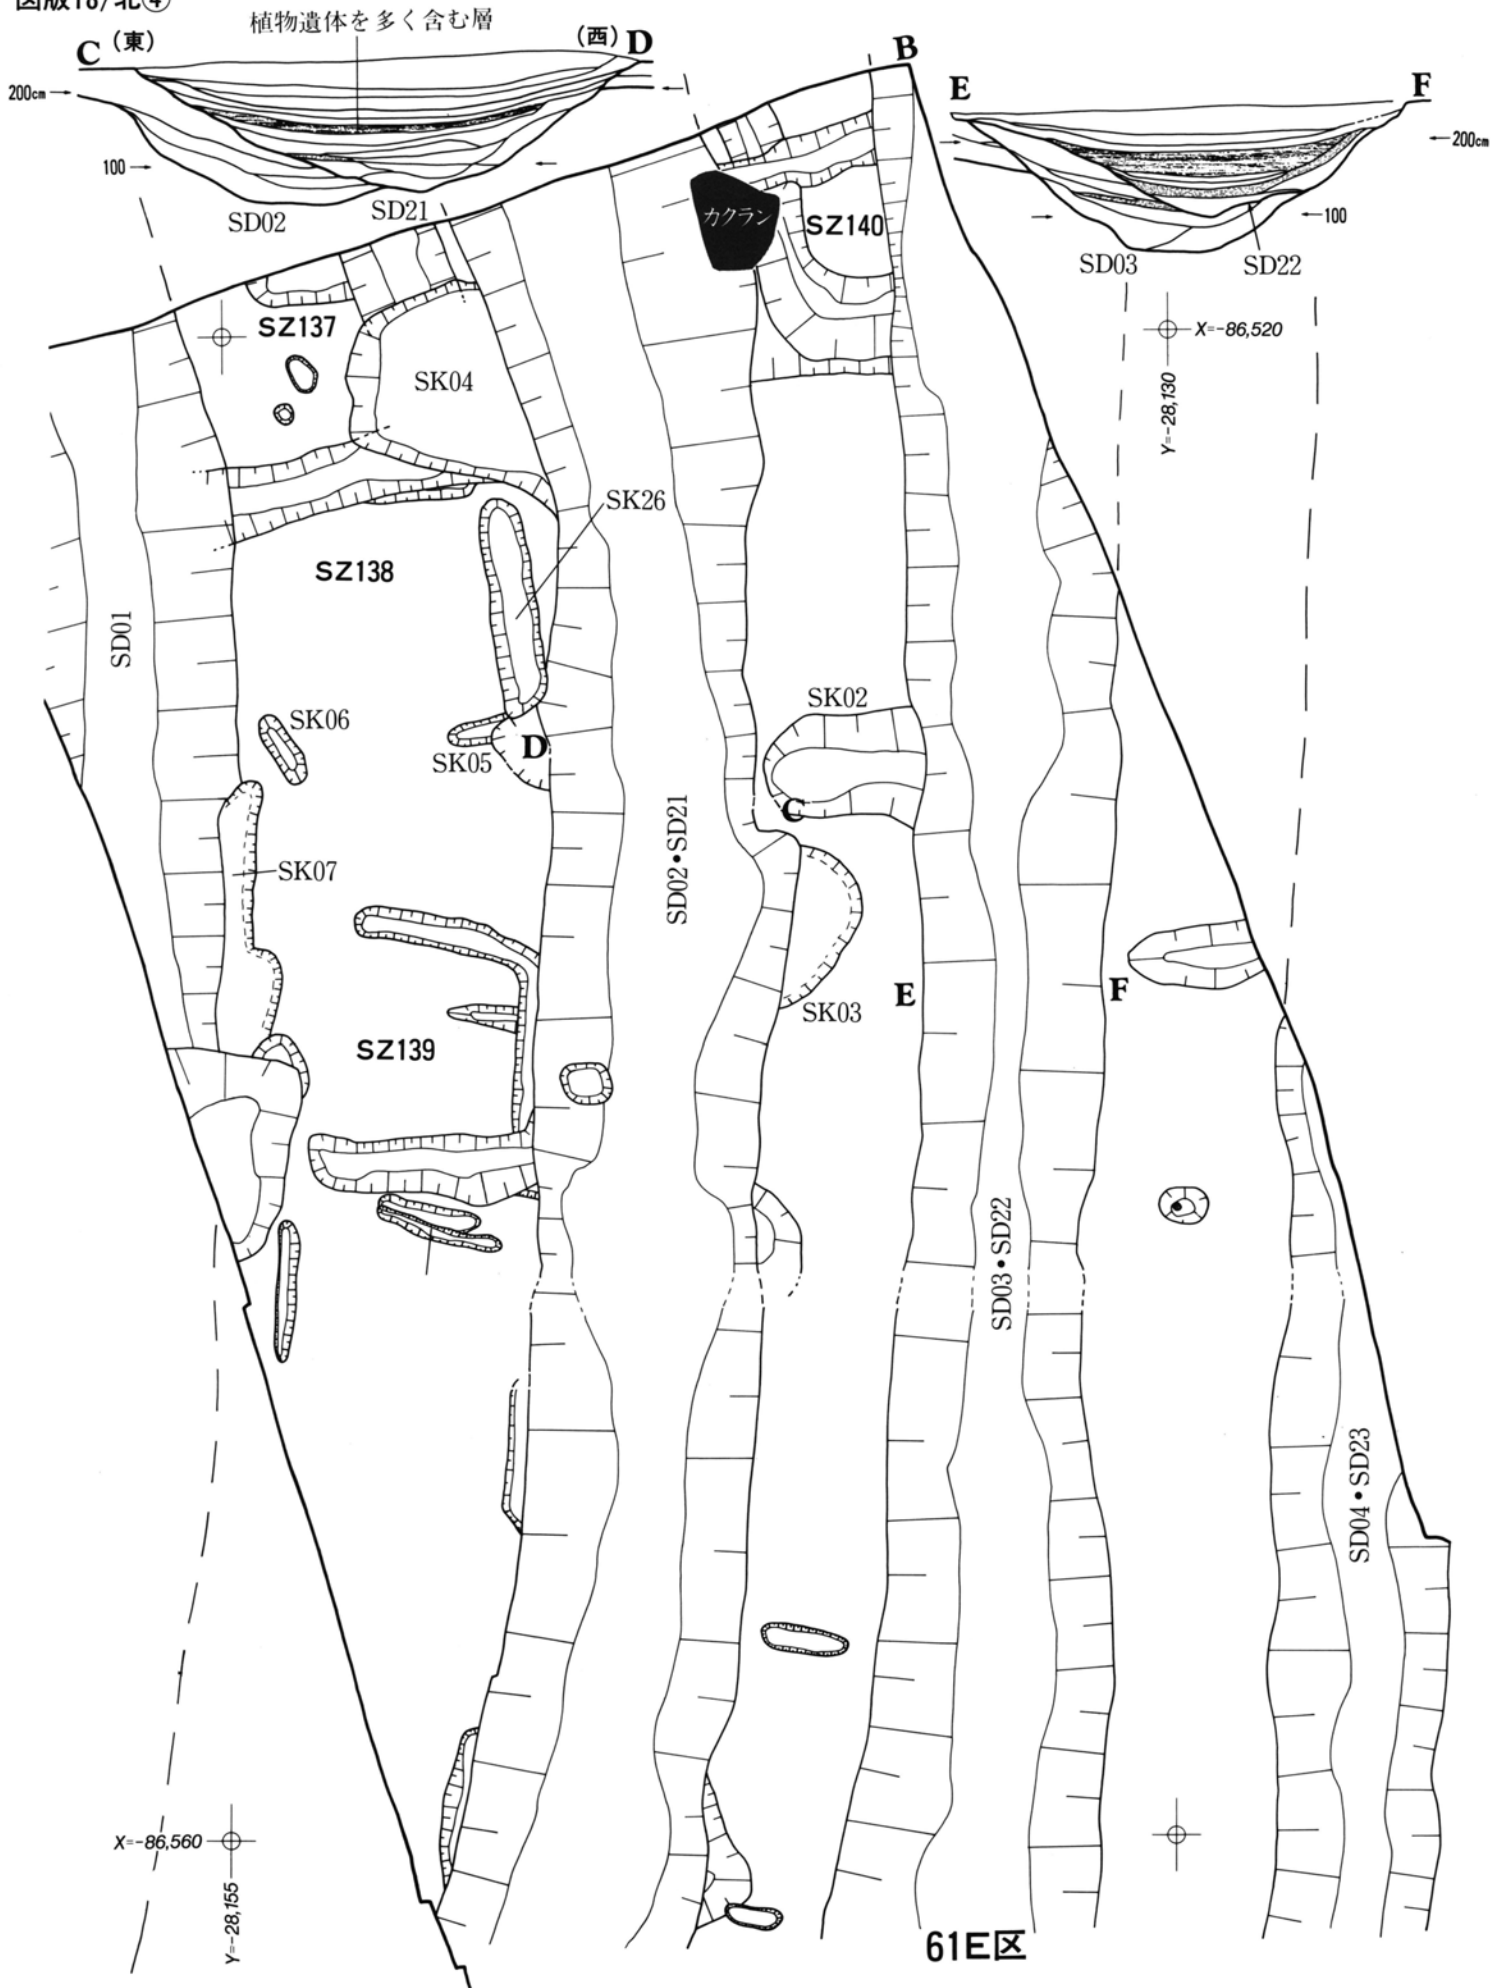 図版18/北④
植物遺体を多く含む層
C (東)
(西) D
200cm
100
SD02
SD21
B
E
F
200cm
100
SD03
SD22
カクラン
SZ140
SZ137
SK04
X=-86,520
Y=-28,130
SK26
SZ138
SD01
SK06
SK05
D
SK02
C
SD02•SD21
SK07
SK03
E
F
SZ139
SD03•SD22
SD04•SD23
X=-86,560
Y=-28,155
61E区